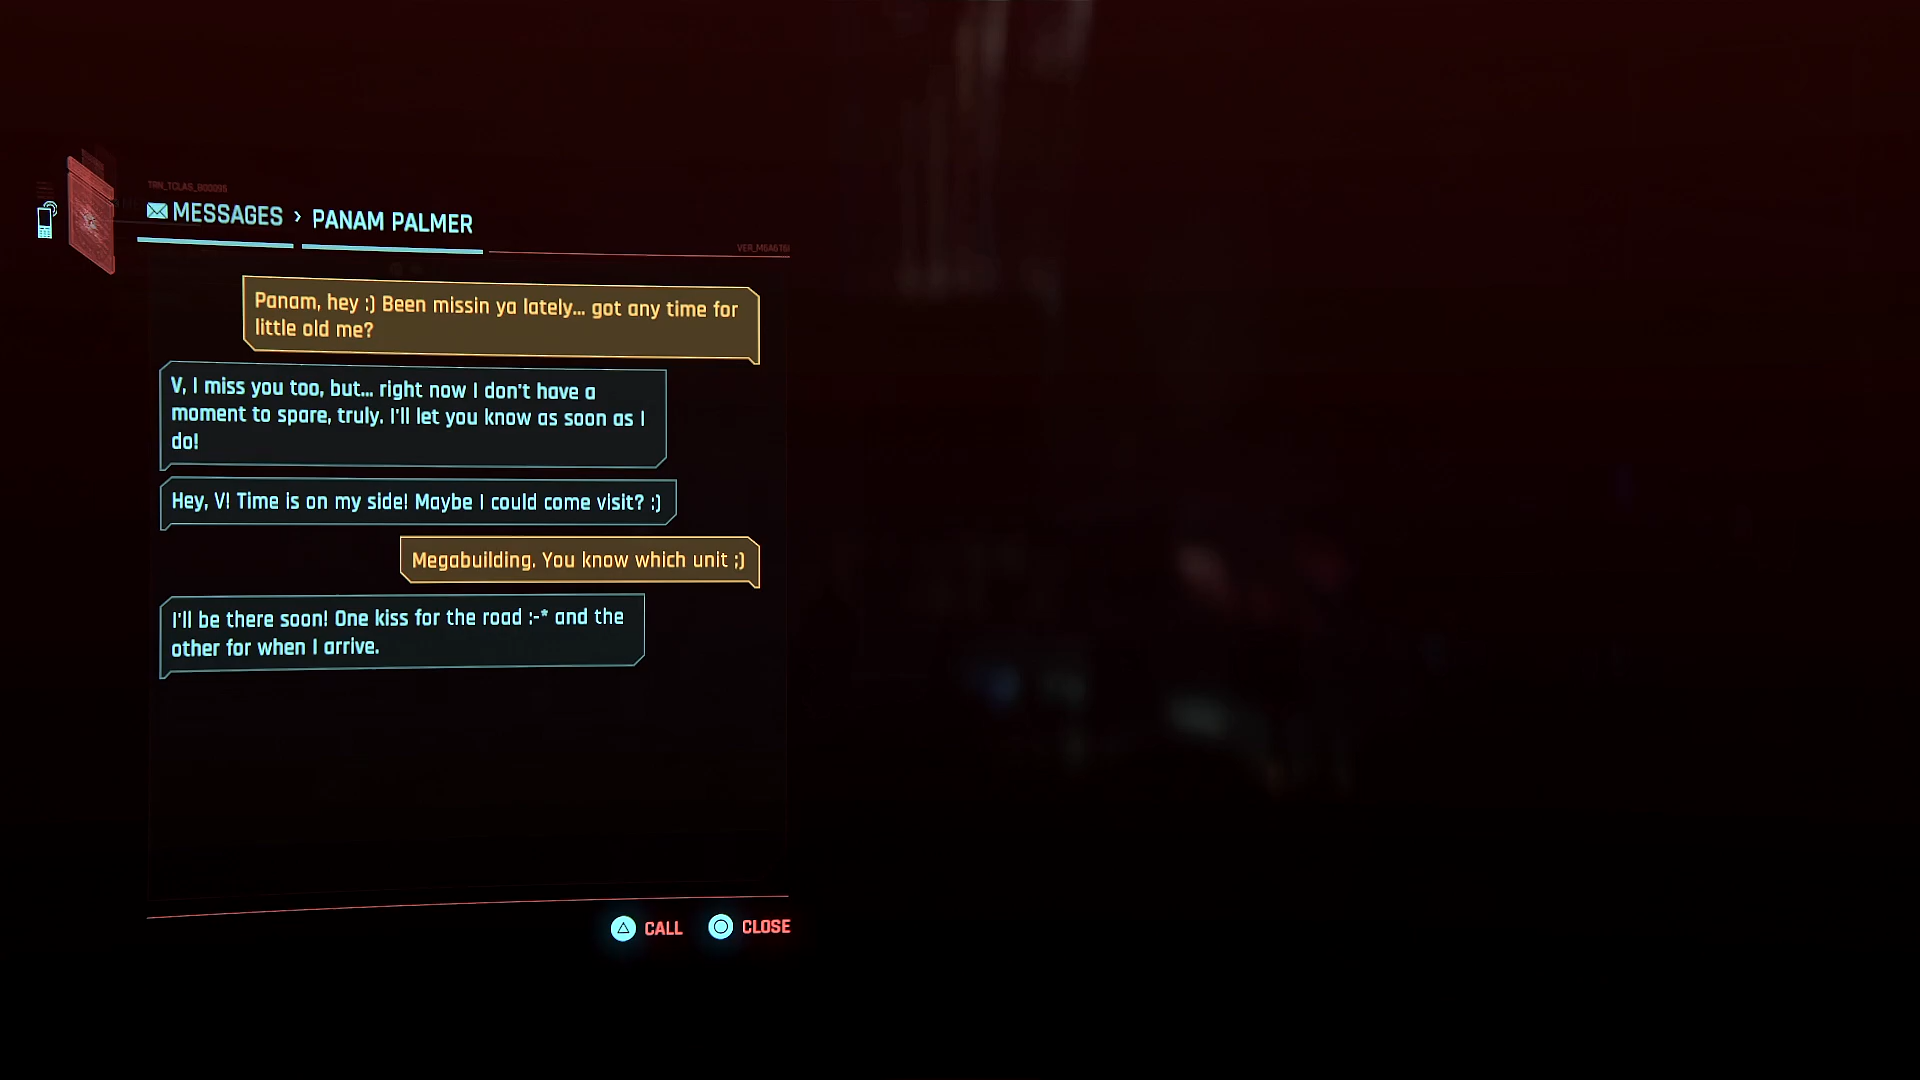 TRN_TCLAS_800095
MESSAGES › PANAM PALMER
Panam, hey :) Been missin ya lately... got any time for
little old me?
V, I miss you too, but... right now I don't have a
moment to spare, truly. I'll let you know as soon as I
do!
Hey, V! Time is on my side! Maybe I could come visit? :)
Megabuilding. You know which unit ;)
I'll be there soon! One kiss for the road :-* and the
other for when I arrive.
CALL
CLOSE